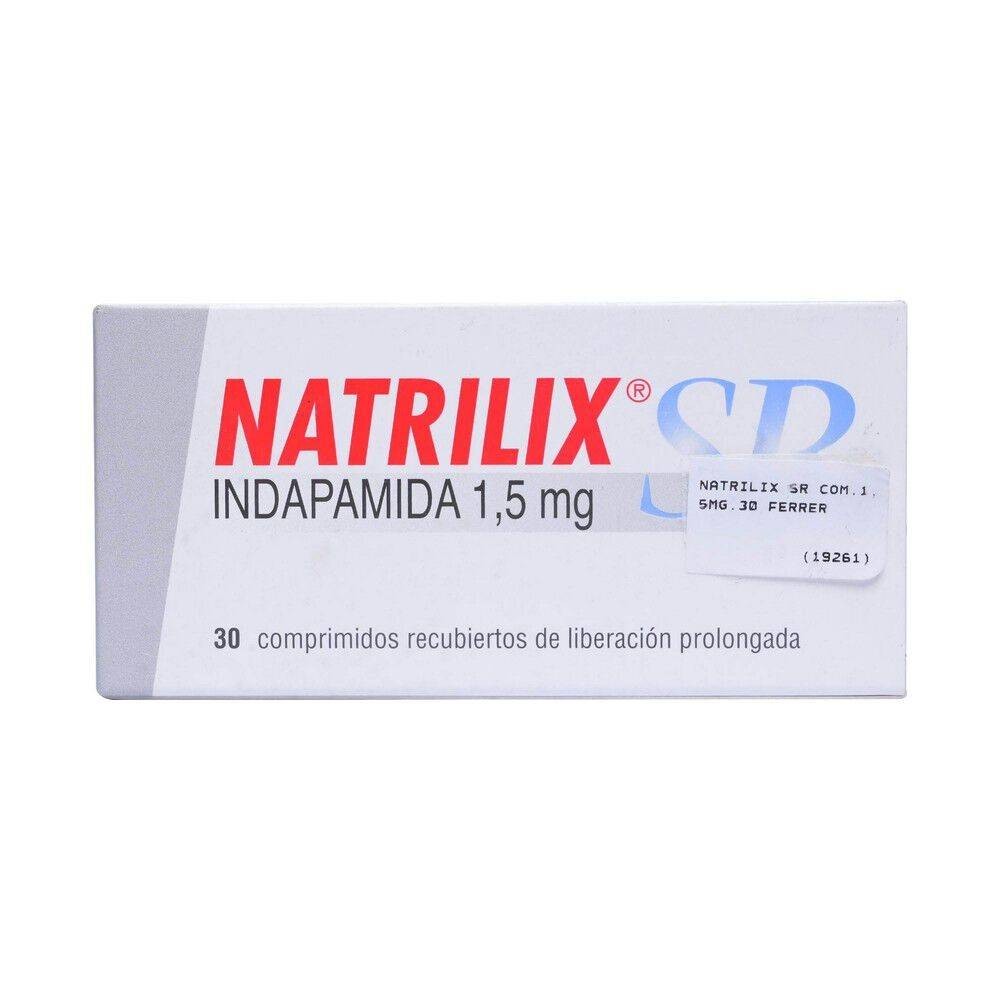 NATRILIX® SR
INDAPAMIDA 1,5 mg
NATRILIX SR COM.1,
5MG.30 FERRER
(19261)
30 comprimidos recubiertos de liberación prolongada